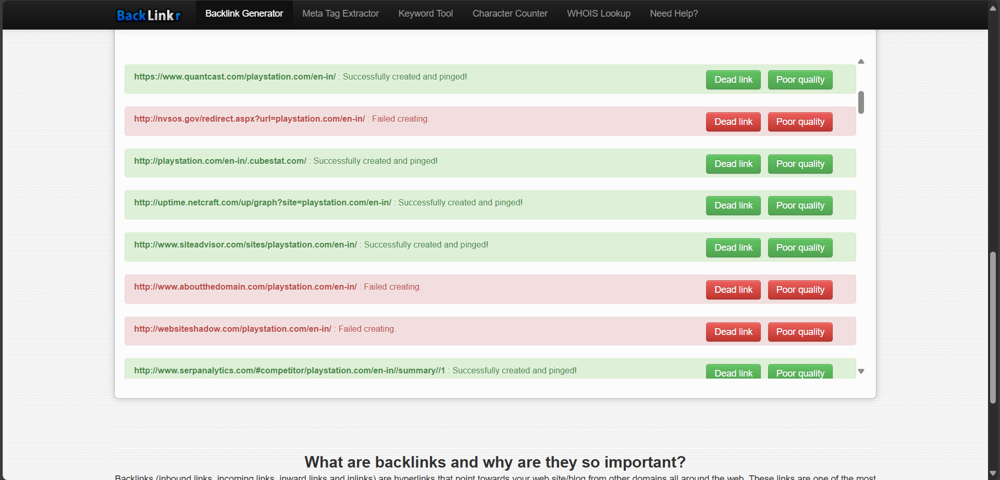 BackLinkr Backlink Generator Meta Tag Extractor Keyword Tool Character Counter WHOIS Lookup Need Help?
https://www.quantcast.com/playstation.com/en-in/ : Successfully created and pinged! Dead link Poor quality
http://nvsos.gov/redirect.aspx?url=playstation.com/en-in/ : Failed creating. Dead link Poor quality
http://playstation.com/en-in/.cubestat.com/ : Successfully created and pinged! Dead link Poor quality
http://uptime.netcraft.com/up/graph?site=playstation.com/en-in/ : Successfully created and pinged! Dead link Poor quality
http://www.siteadvisor.com/sites/playstation.com/en-in/ : Successfully created and pinged! Dead link Poor quality
http://www.aboutthedomain.com/playstation.com/en-in/ : Failed creating. Dead link Poor quality
http://websiteshadow.com/playstation.com/en-in/ : Failed creating. Dead link Poor quality
http://www.serpanalytics.com/#competitor/playstation.com/en-in//summary//1 : Successfully created and pinged! Dead link Poor quality
What are backlinks and why are they so important?
Backlinks (inbound links, incoming links, inward links and inlinks) are hyperlinks that point towards your web site/blog from other domains all around the web. These links are one of the most